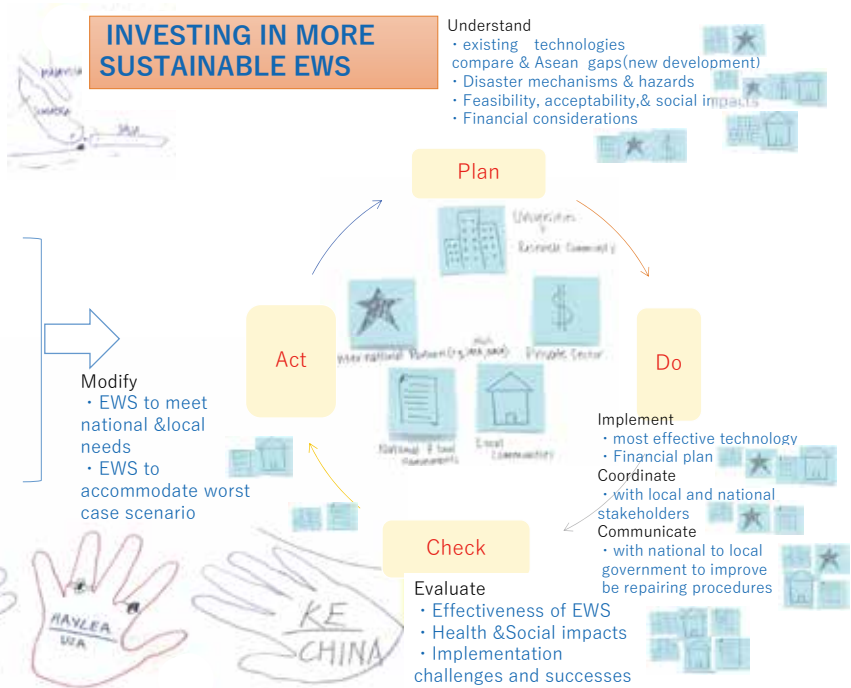 INVESTING IN MORE
SUSTAINABLE EWS
Understand
・existing technologies
compare & Asean gaps(new development)
・Disaster mechanisms & hazards
・Feasibility, acceptability,& social impacts
・Financial considerations
SUMATRA
JAVA
Plan
Universities
&
Research Community
Act
Private Sector
Do
National & Local
Governments
Local
Communities
Modify
・EWS to meet
national &local
needs
・EWS to
accommodate worst
case scenario
Implement
・most effective technology
・Financial plan
Coordinate
・with local and national
stakeholders
Communicate
・with national to local
government to improve
be repairing procedures
Check
Evaluate
・Effectiveness of EWS
・Health &Social impacts
・Implementation
challenges and successes
HAYLEA
USA
KE
CHINA